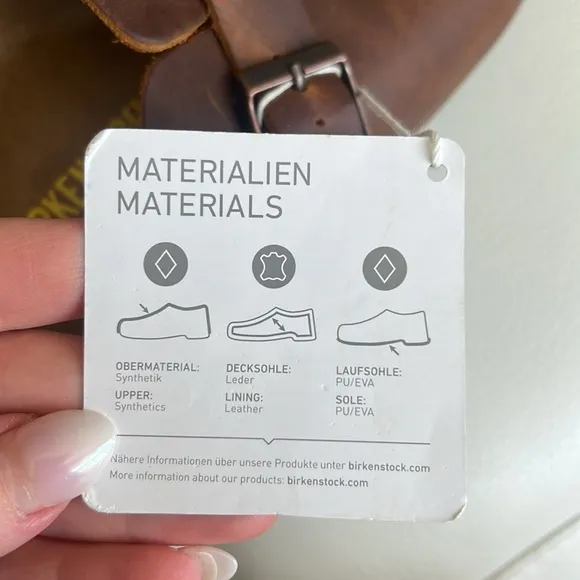 MATERIALIEN
MATERIALS
OBERMATERIAL:
Synthetik
UPPER:
Synthetics
DECKSOHLE:
Leder
LINING:
Leather
LAUFSOHLE:
PU/EVA
SOLE:
PU/EVA
Nähere Informationen über unsere Produkte unter birkenstock.com
More information about our products: birkenstock.com